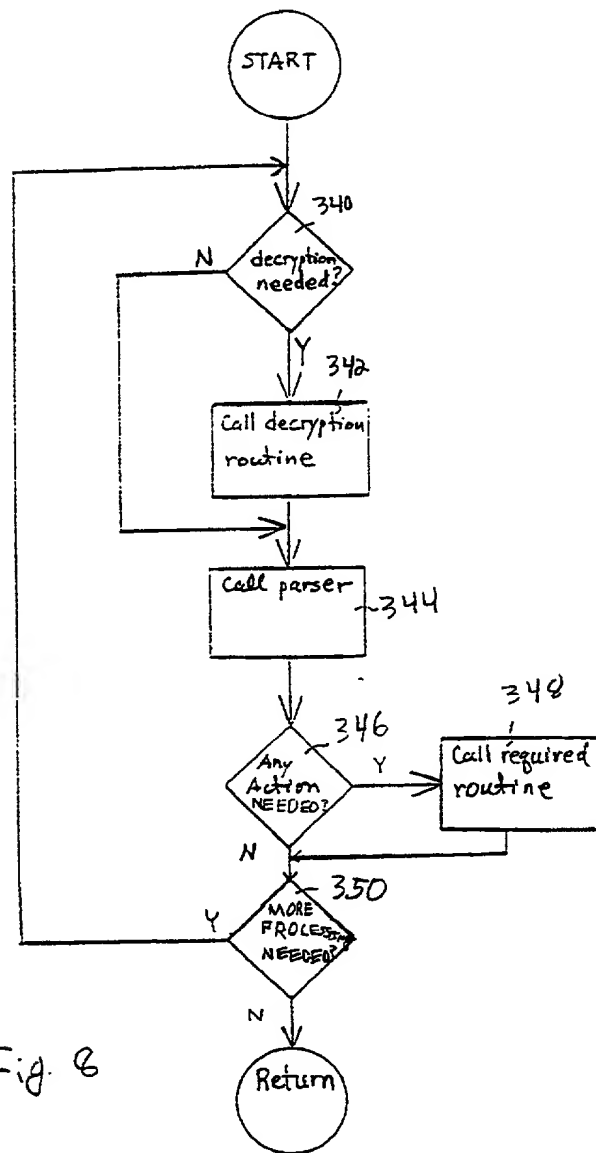 START
340
decryption
needed?
N
Y
342
Call decryption
routine
Call parser
344
348
346
Any
Action
NEEDED?
Y
Call required
routine
N
350
MORE
PROCESSING
NEEDED?
Y
N
Return
Fig. 8